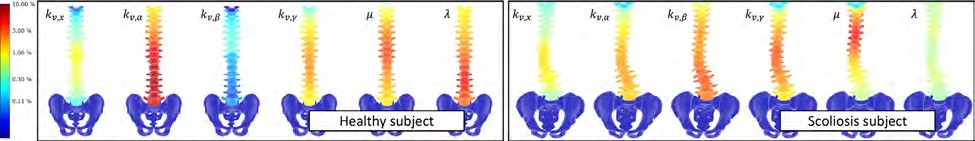 10.00 %
3.00 %
1.00 %
0.30 %
0.11 %
k_{v,x} k_{v,α} k_{v,β} k_{v,γ} μ λ
Healthy subject
k_{v,x} k_{v,α} k_{v,β} k_{v,γ} μ λ
Scoliosis subject